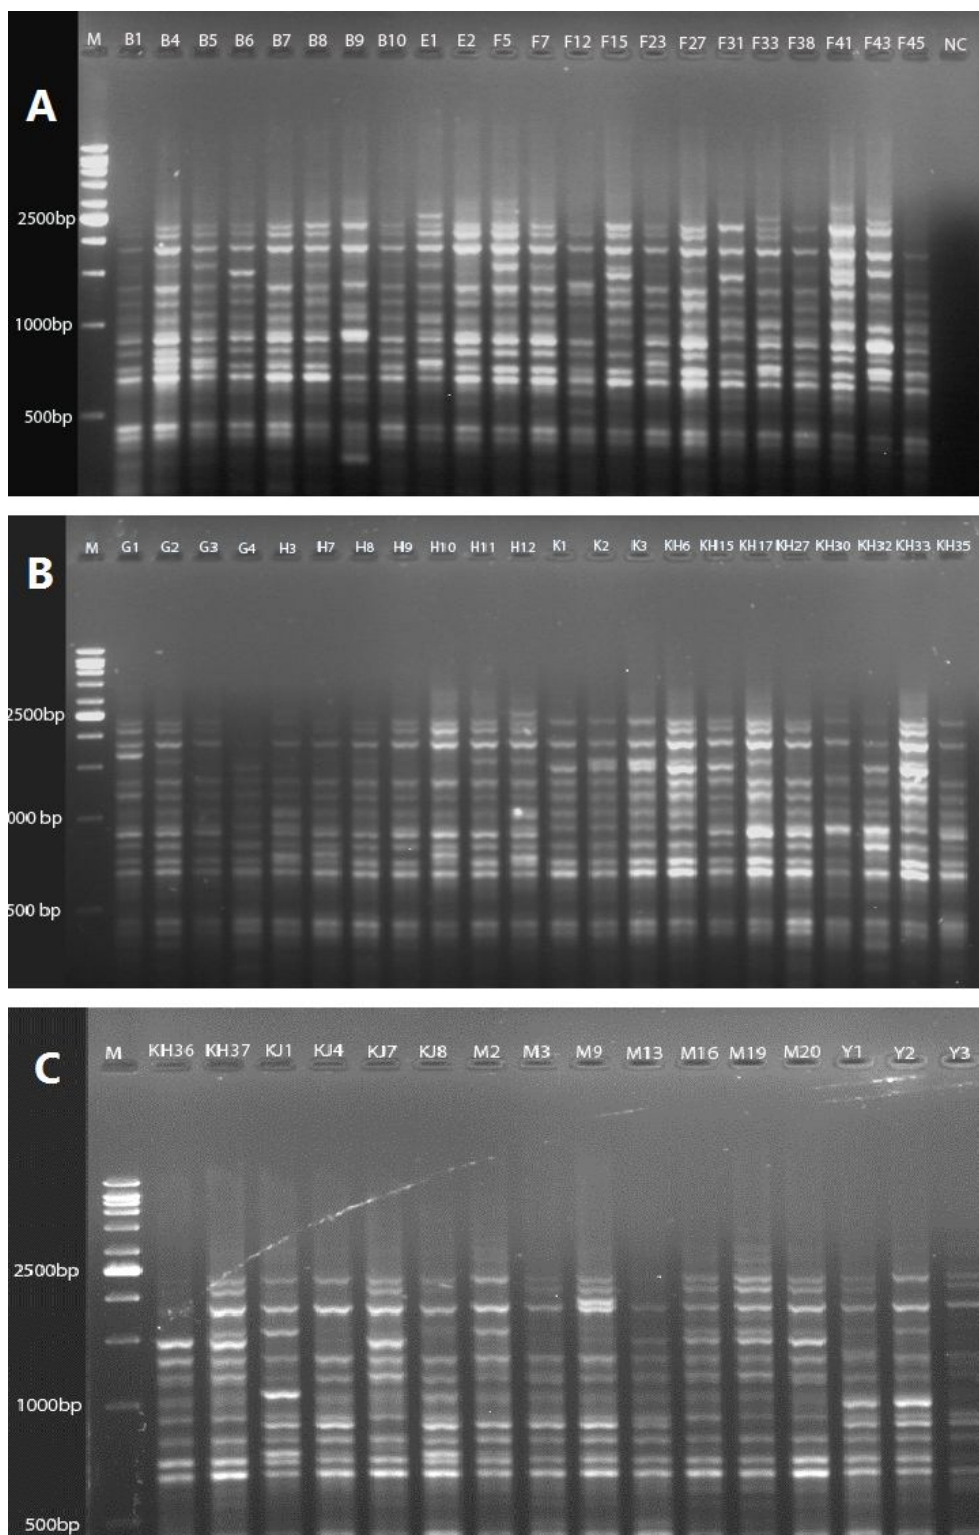 M B1 B4 B5 B6 B7 B8 B9 B10 E1 E2 F5 F7 F12 F15 F23 F27 F31 F33 F38 F41 F43 F45 NC
A
2500bp
1000bp
500bp
M G1 G2 G3 G4 H3 H7 H8 H9 H10 H11 H12 K1 K2 K3 KH6 KH15 KH17 KH27 KH30 KH32 KH33 KH35
B
2500bp
000 bp
500 bp
M KH36 KH37 KJ1 KJ4 KJ7 KJ8 M2 M3 M9 M13 M16 M19 M20 Y1 Y2 Y3
C
2500bp
1000bp
500bp